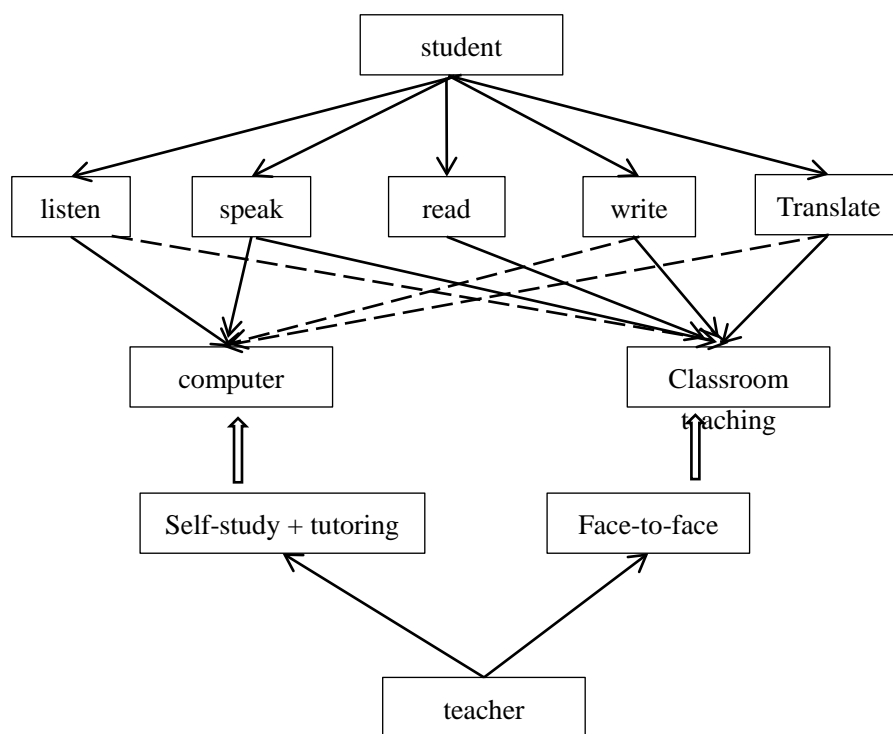 student
listen
speak
read
write
Translate
computer
Classroom
teaching
Self-study + tutoring
Face-to-face
teacher